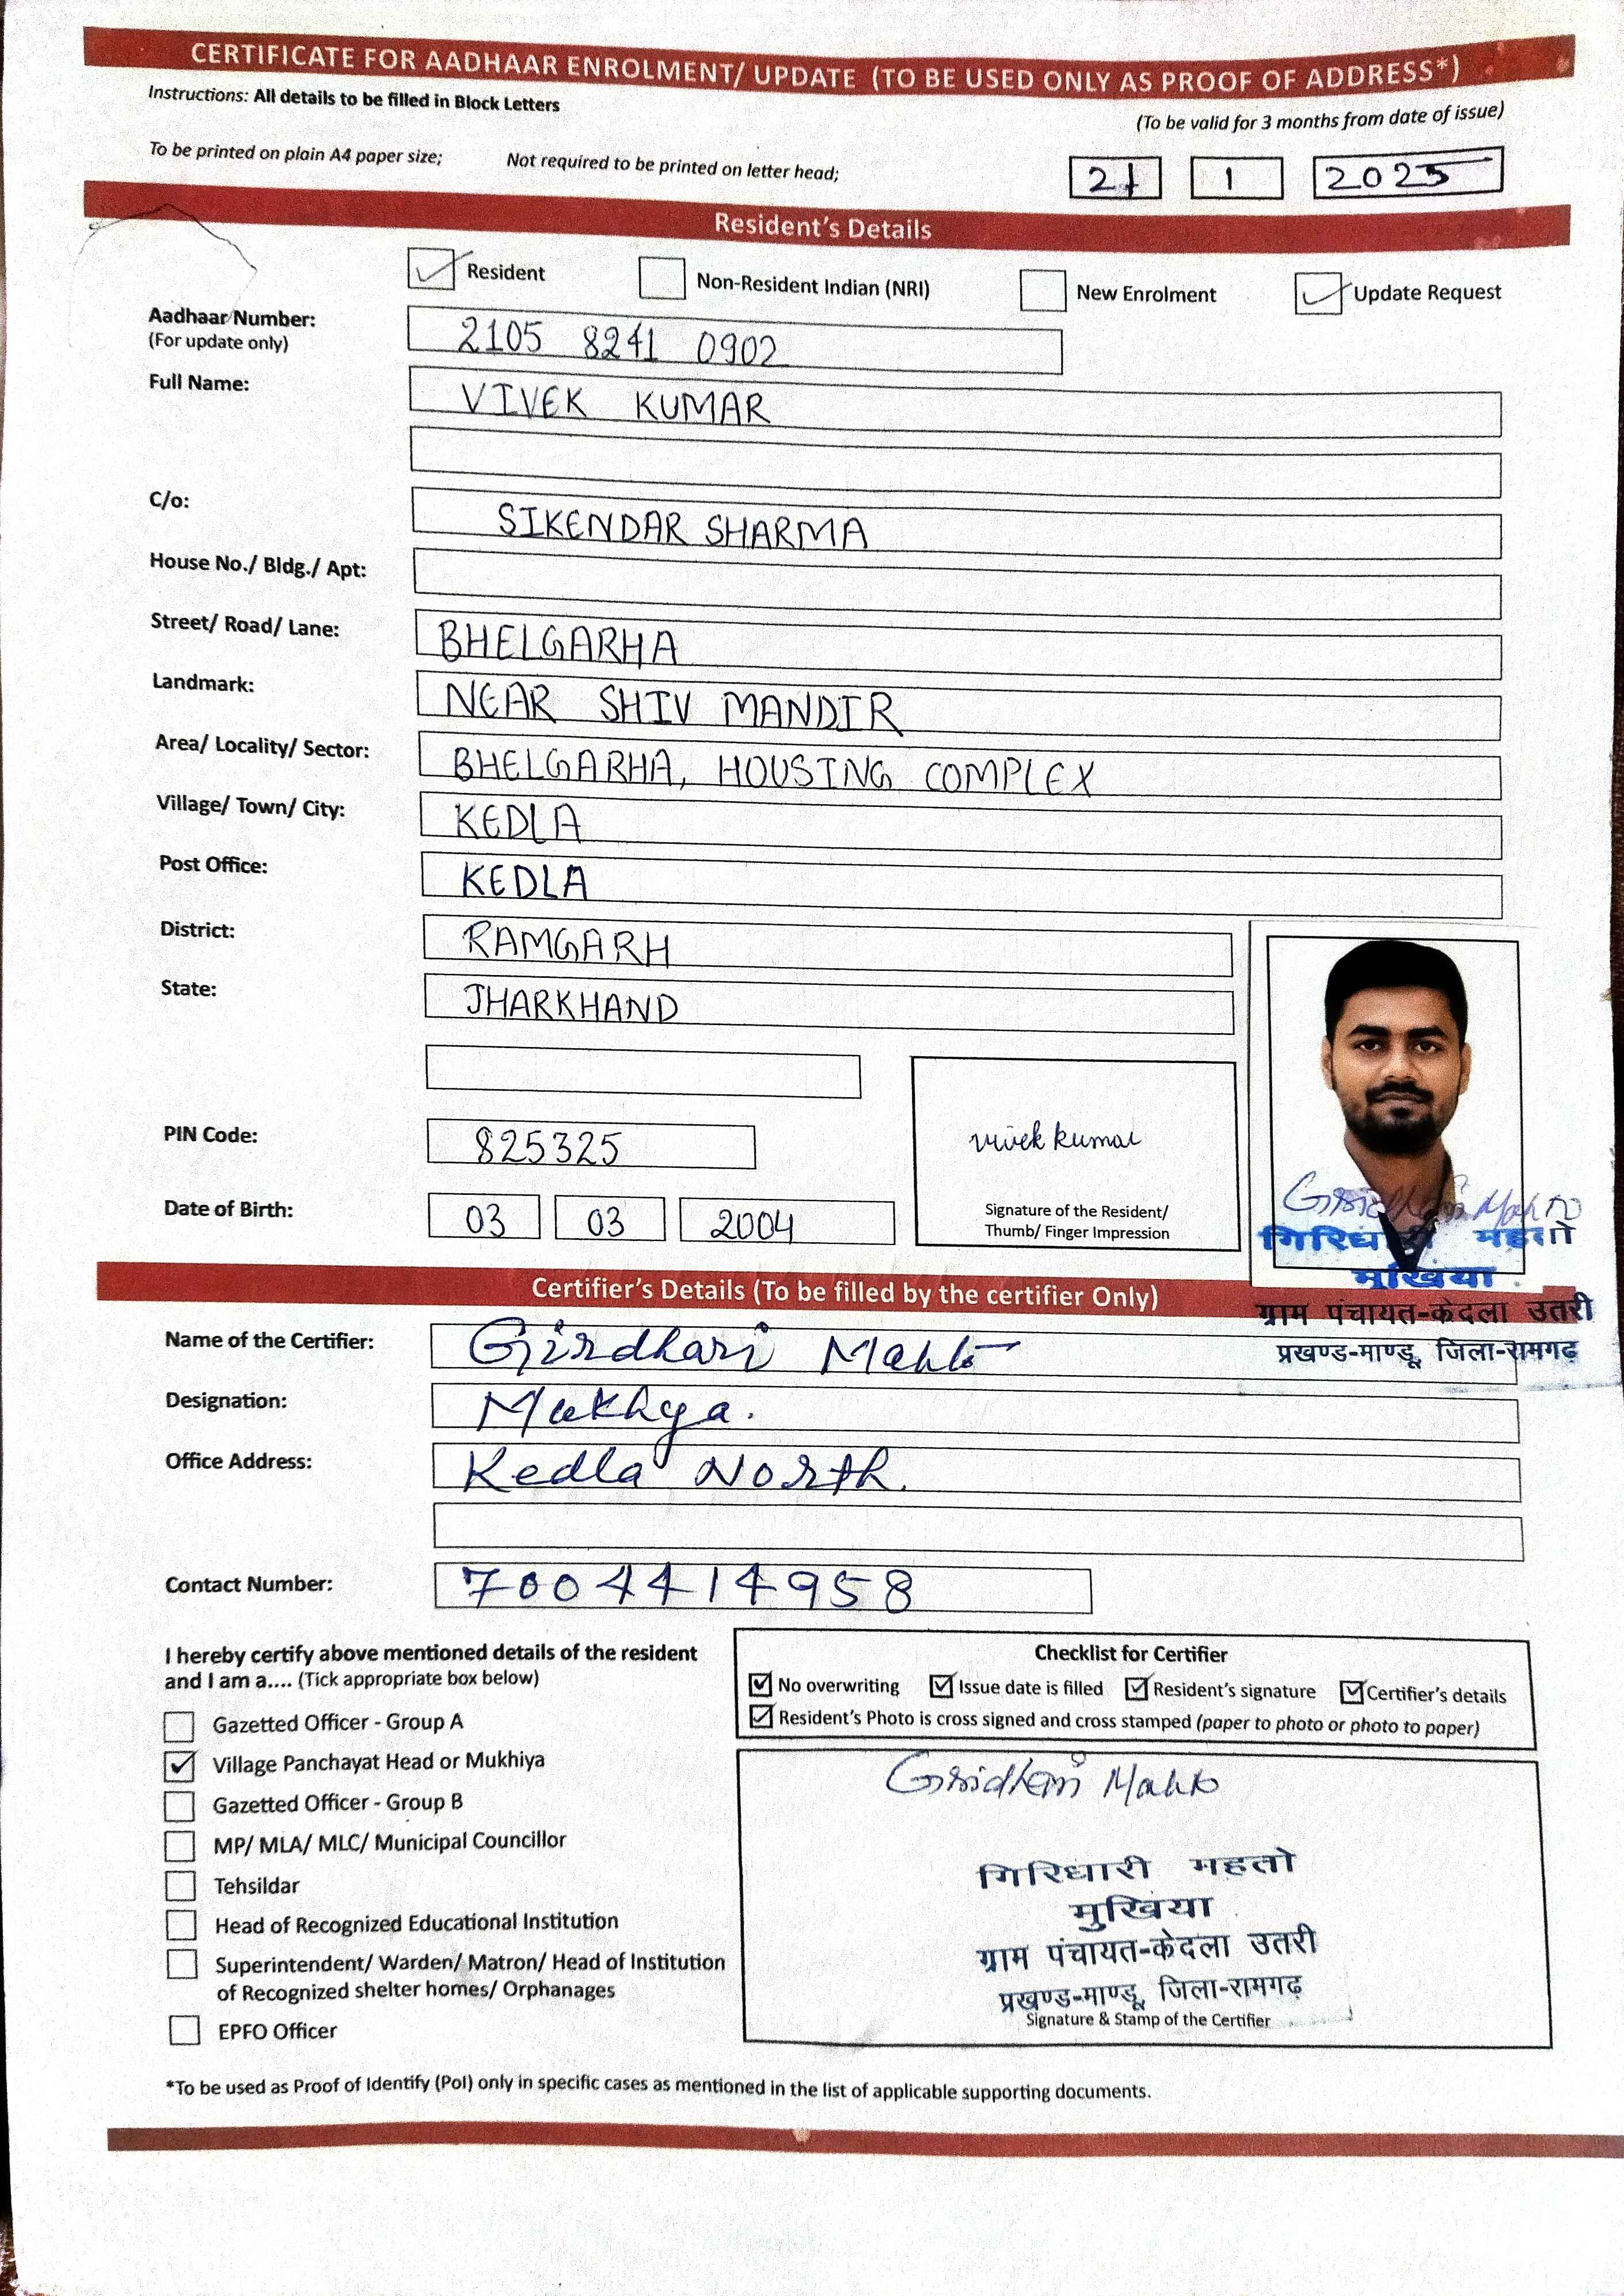 CERTIFICATE FOR AADHAAR ENROLMENT/ UPDATE (TO BE USED ONLY AS PROOF OF ADDRESS*)
Instructions: All details to be filled in Block Letters
(To be valid for 3 months from date of issue)
To be printed on plain A4 paper size; Not required to be printed on letter head;
21 1 2025
Resident's Details
Resident Non-Resident Indian (NRI) New Enrolment Update Request
Aadhaar Number: 2105 8241 0902
(For update only)
Full Name: VIVEK KUMAR
C/o: SIKENDAR SHARMA
House No./ Bldg./ Apt:
Street/ Road/ Lane: BHELGARHA
Landmark: NEAR SHIV MANDIR
Area/ Locality/ Sector: BHELGARHA, HOUSING COMPLEX
Village/ Town/ City: KEDLA
Post Office: KEDLA
District: RAMGARH
State: JHARKHAND
PIN Code: 825325
vivek kumar
Date of Birth: 03 03 2004
Signature of the Resident/
Thumb/ Finger Impression
गिरिधारी महतो
मुखिया
ग्राम पंचायत-केदला उतरी
प्रखण्ड-माण्डू, जिला-रामगढ़
Certifier's Details (To be filled by the certifier Only)
Name of the Certifier: Girdhari Mahto
Designation: Mukhya.
Office Address: Kedla North.
Contact Number: 7004414958
I hereby certify above mentioned details of the resident
and I am a.... (Tick appropriate box below)
Gazetted Officer - Group A
Village Panchayat Head or Mukhiya
Gazetted Officer - Group B
MP/ MLA/ MLC/ Municipal Councillor
Tehsildar
Head of Recognized Educational Institution
Superintendent/ Warden/ Matron/ Head of Institution
of Recognized shelter homes/ Orphanages
EPFO Officer
Checklist for Certifier
No overwriting Issue date is filled Resident's signature Certifier's details
Resident's Photo is cross signed and cross stamped (paper to photo or photo to paper)
Mahto
गिरिधारी महतो
मुखिया
ग्राम पंचायत-केदला उतरी
प्रखण्ड-माण्डू, जिला-रामगढ़
Signature & Stamp of the Certifier
*To be used as Proof of Identify (PoI) only in specific cases as mentioned in the list of applicable supporting documents.